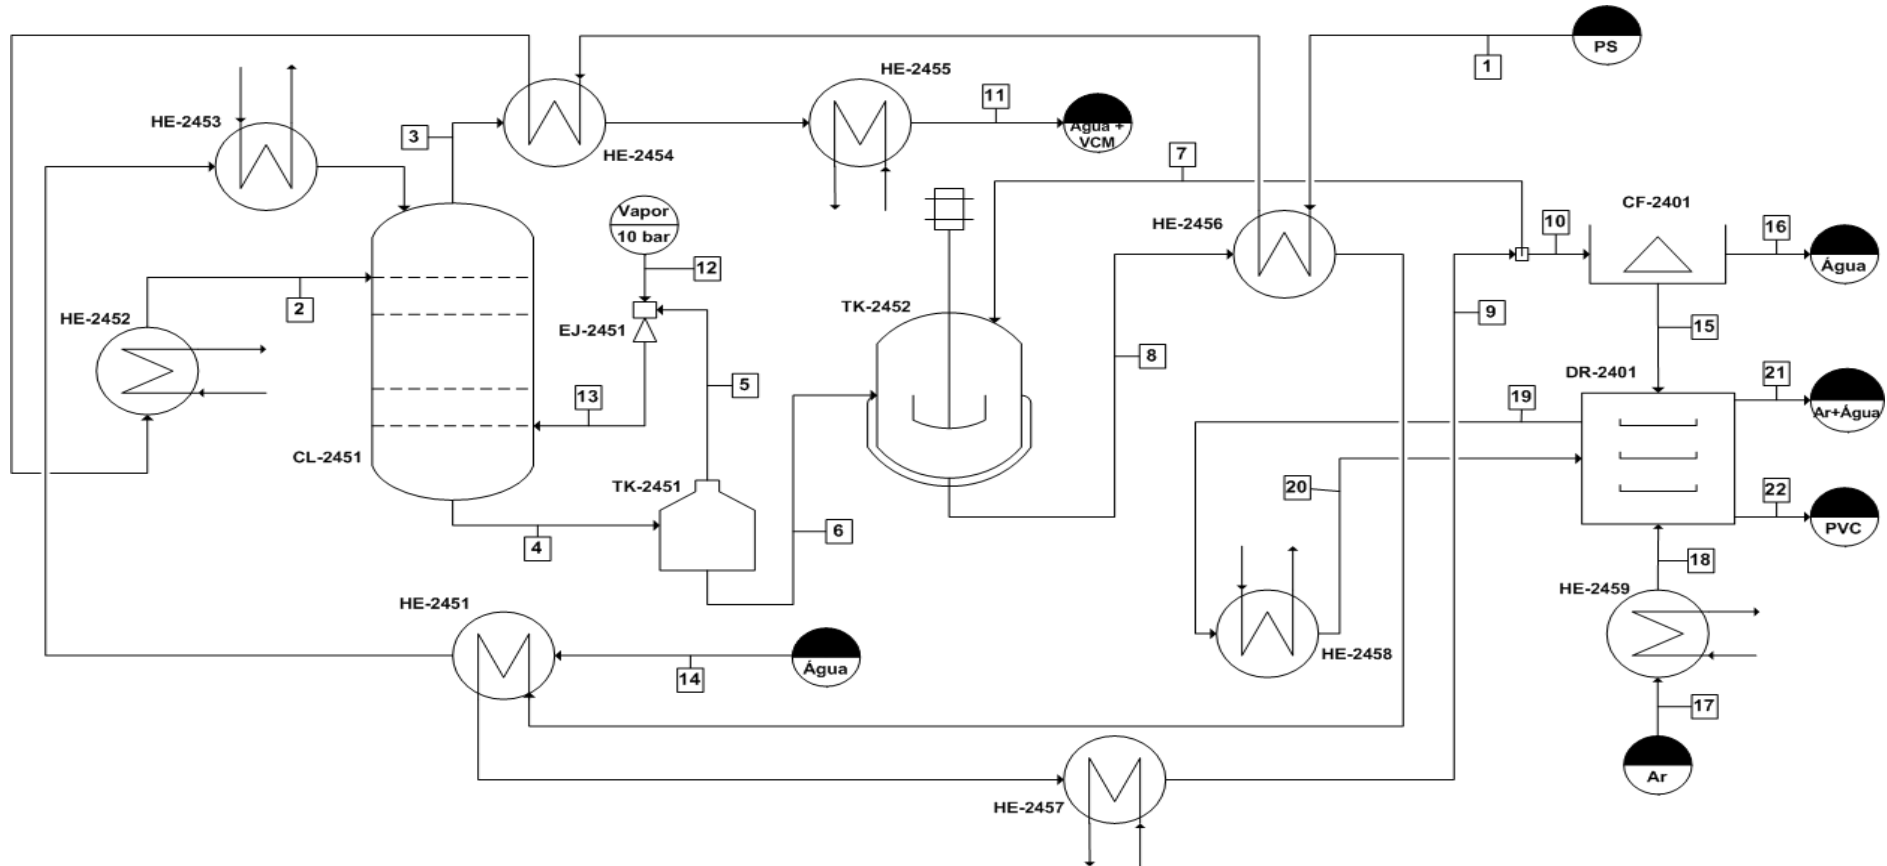 PS
1
HE-2455
HE-2453
11
3
HE-2454
Água +
VCM
7
Vapor
10 bar
HE-2456
CF-2401
10
16
Água
12
2
HE-2452
EJ-2451
TK-2452
9
15
8
5
13
19
DR-2401
21
Ar+Água
CL-2451
TK-2451
20
22
PVC
6
4
18
HE-2459
HE-2451
HE-2458
Água
14
17
Ar
HE-2457